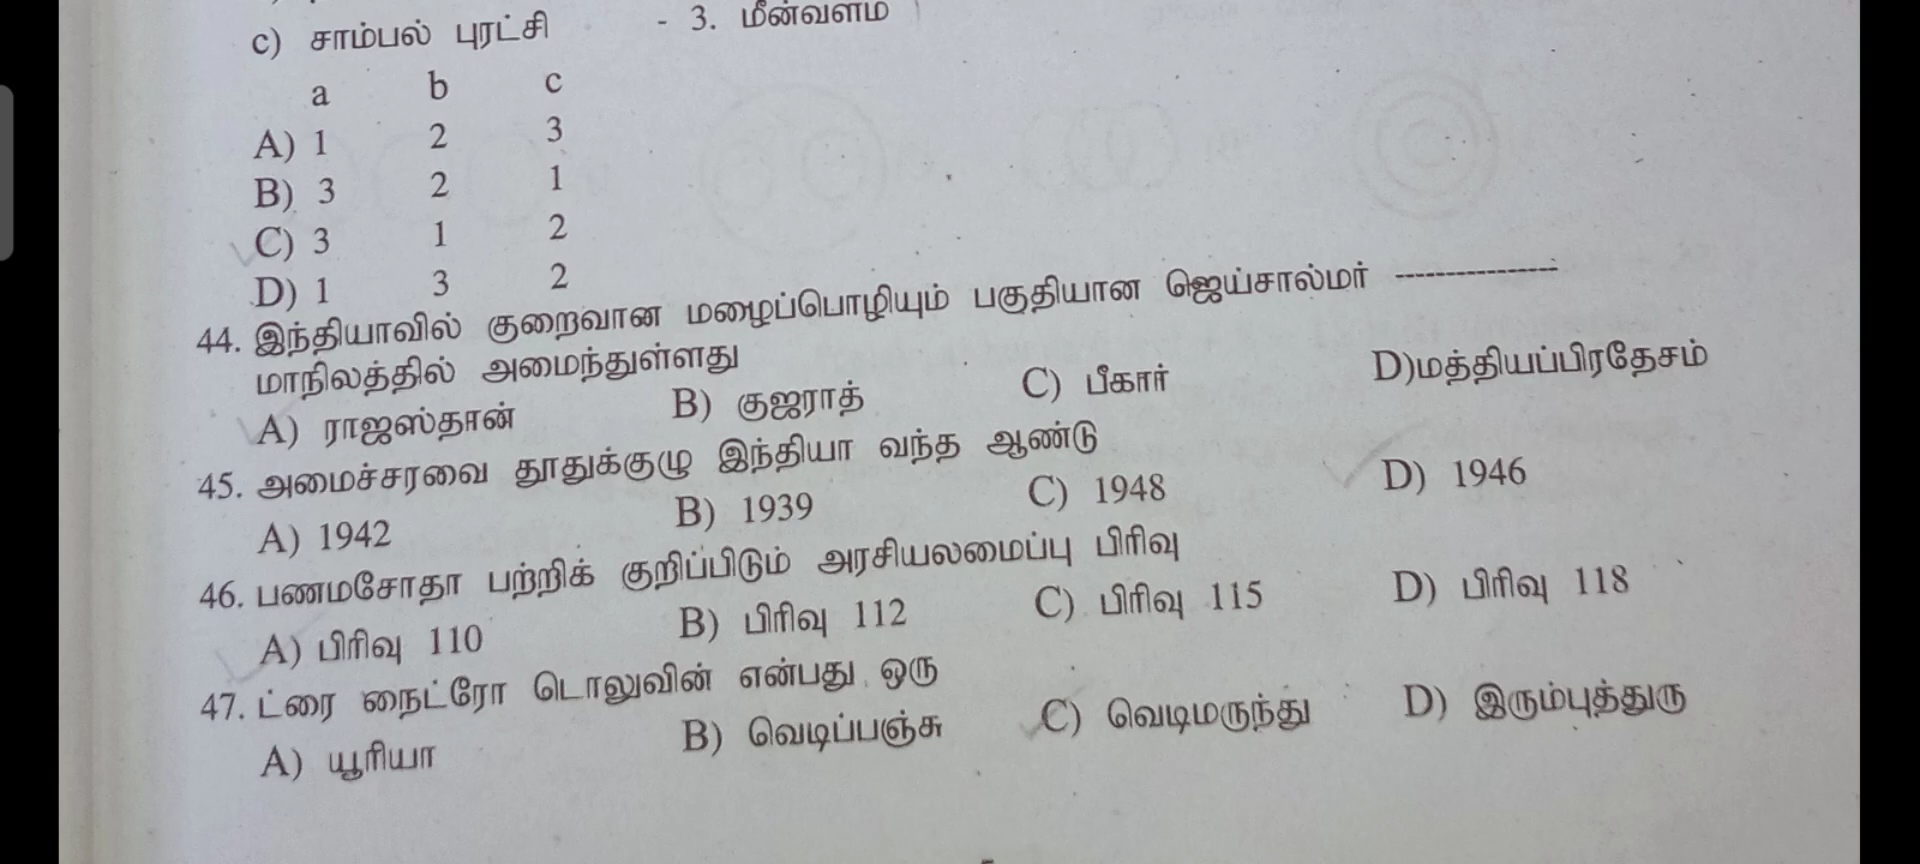 c) சாம்பல் புரட்சி - 3. மீன்வளம்
a b c
A) 1 2 3
B) 3 2 1
C) 3 1 2
D) 1 3 2
44. இந்தியாவில் குறைவான மழைப்பொழியும் பகுதியான ஜெய்சால்மர் ----------------
மாநிலத்தில் அமைந்துள்ளது
A) ராஜஸ்தான் B) குஜராத் C) பீகார் D)மத்தியப்பிரதேசம்
45. அமைச்சரவை தூதுக்குழு இந்தியா வந்த ஆண்டு
A) 1942 B) 1939 C) 1948 D) 1946
46. பணமசோதா பற்றிக் குறிப்பிடும் அரசியலமைப்பு பிரிவு
A) பிரிவு 110 B) பிரிவு 112 C) பிரிவு 115 D) பிரிவு 118
47. ட்ரை நைட்ரோ டொலுவின் என்பது ஒரு
A) யூரியா B) வெடிப்பஞ்சு C) வெடிமருந்து D) இரும்புத்துரு